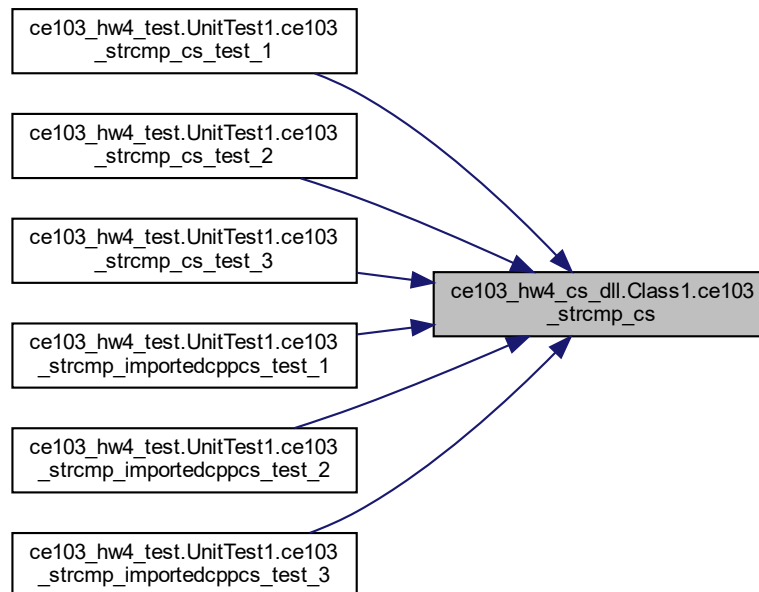 ce103_hw4_test.UnitTest1.ce103
_strcmp_cs_test_1
ce103_hw4_test.UnitTest1.ce103
_strcmp_cs_test_2
ce103_hw4_test.UnitTest1.ce103
_strcmp_cs_test_3
ce103_hw4_cs_dll.Class1.ce103
_strcmp_cs
ce103_hw4_test.UnitTest1.ce103
_strcmp_importedcppcs_test_1
ce103_hw4_test.UnitTest1.ce103
_strcmp_importedcppcs_test_2
ce103_hw4_test.UnitTest1.ce103
_strcmp_importedcppcs_test_3